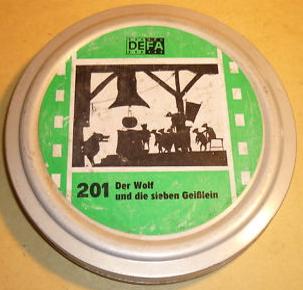 DEFA
201 Der Wolf
und die sieben Geißlein